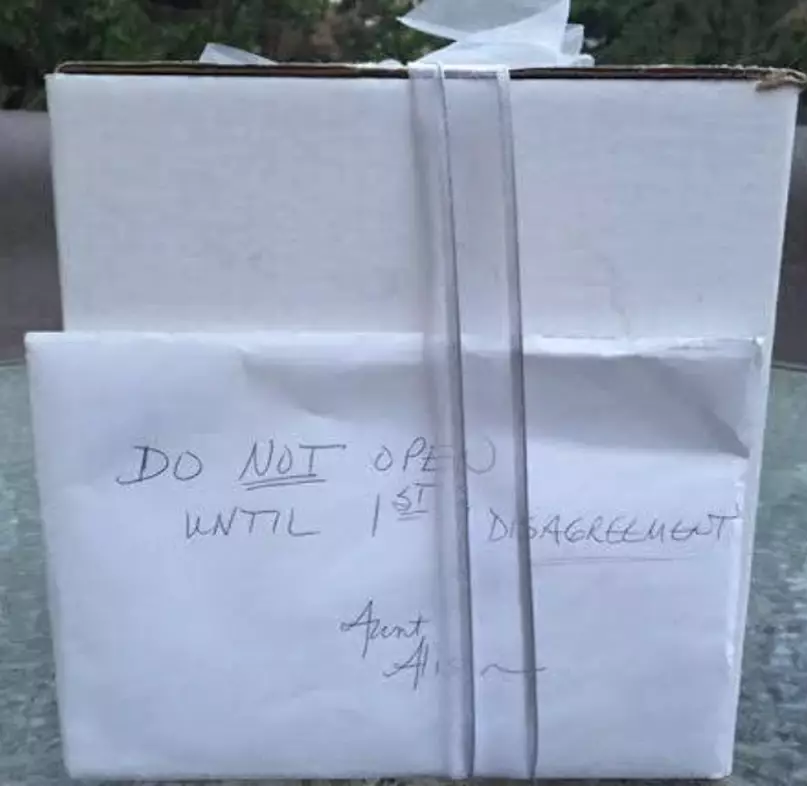 DO NOT OPEN
UNTIL 1ST DISAGREEMENT
Aunt